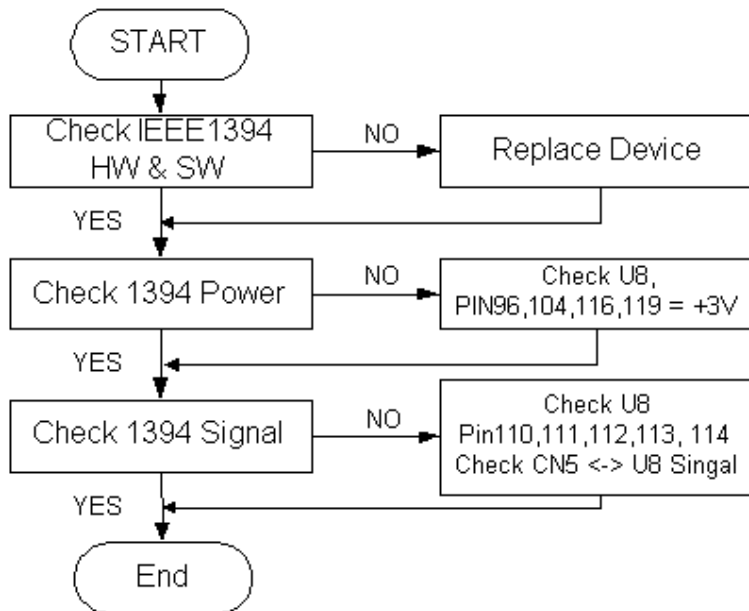 START
Check IEEE1394
HW & SW
NO
Replace Device
YES
Check 1394 Power
NO
Check U8,
PIN96,104,116,119 = +3V
YES
Check 1394 Signal
NO
Check U8
Pin110,111,112,113, 114
Check CN5 <-> U8 Singal
YES
End